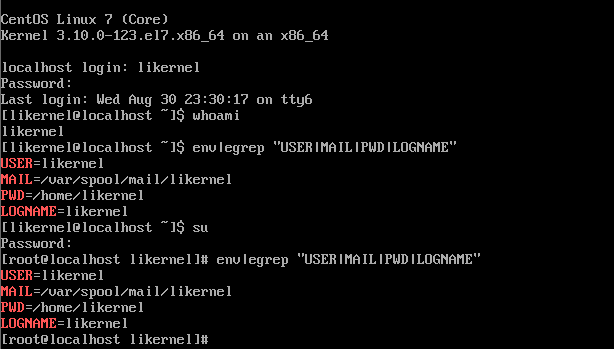 CentOS Linux 7 (Core)
Kernel 3.10.0-123.el7.x86_64 on an x86_64
localhost login: likernel
Password:
Last login: Wed Aug 30 23:30:17 on tty6
[likernel@localhost ~]$ whoami
likernel
[likernel@localhost ~]$ env|egrep "USER|MAIL|PWD|LOGNAME"
USER=likernel
MAIL=/var/spool/mail/likernel
PWD=/home/likernel
LOGNAME=likernel
[likernel@localhost ~]$ su
Password:
[root@localhost likernel]# env|egrep "USER|MAIL|PWD|LOGNAME"
USER=likernel
MAIL=/var/spool/mail/likernel
PWD=/home/likernel
LOGNAME=likernel
[root@localhost likernel]#